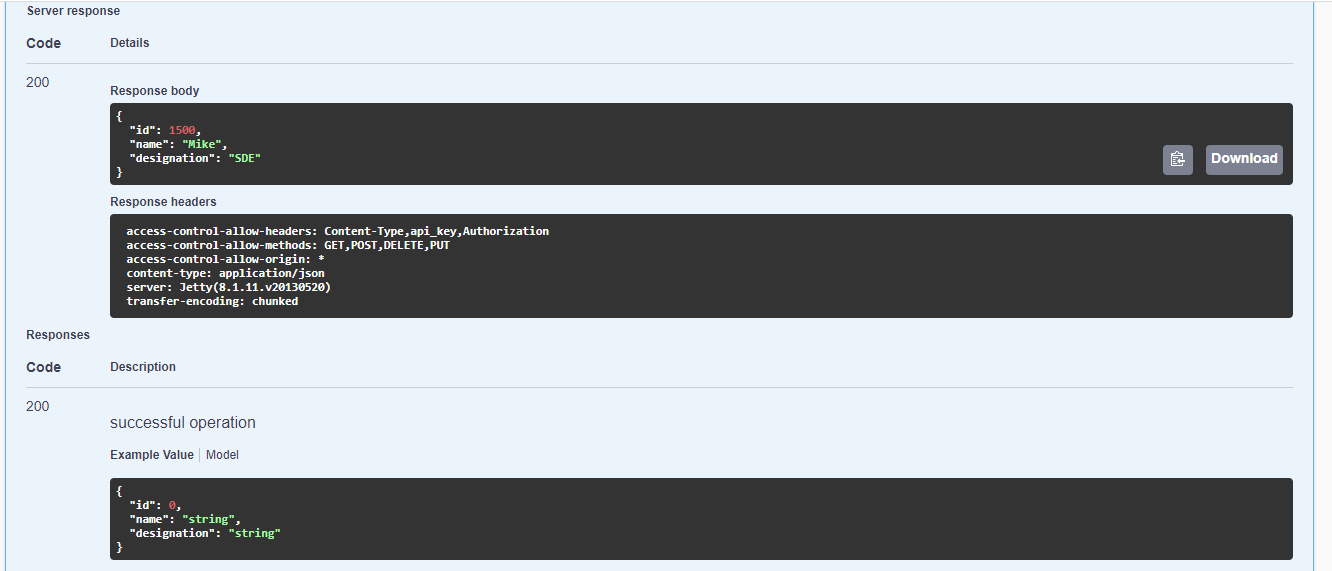 Server response
Code Details
200
Response body
{
"id": 1500,
"name": "Mike",
"designation": "SDE"
}
Download
Response headers
access-control-allow-headers: Content-Type,api_key,Authorization
access-control-allow-methods: GET,POST,DELETE,PUT
access-control-allow-origin: *
content-type: application/json
server: Jetty(8.1.11.v20130520)
transfer-encoding: chunked
Responses
Code Description
200
successful operation
Example Value Model
{
"id": 0,
"name": "string",
"designation": "string"
}